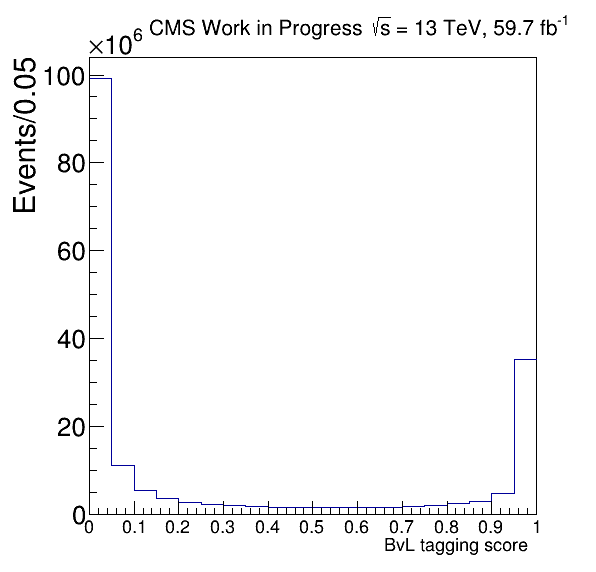 ×10⁶ CMS Work in Progress √s = 13 TeV, 59.7 fb⁻¹
Events/0.05
100
80
60
40
20
0
0 0.1 0.2 0.3 0.4 0.5 0.6 0.7 0.8 0.9 1
BvL tagging score